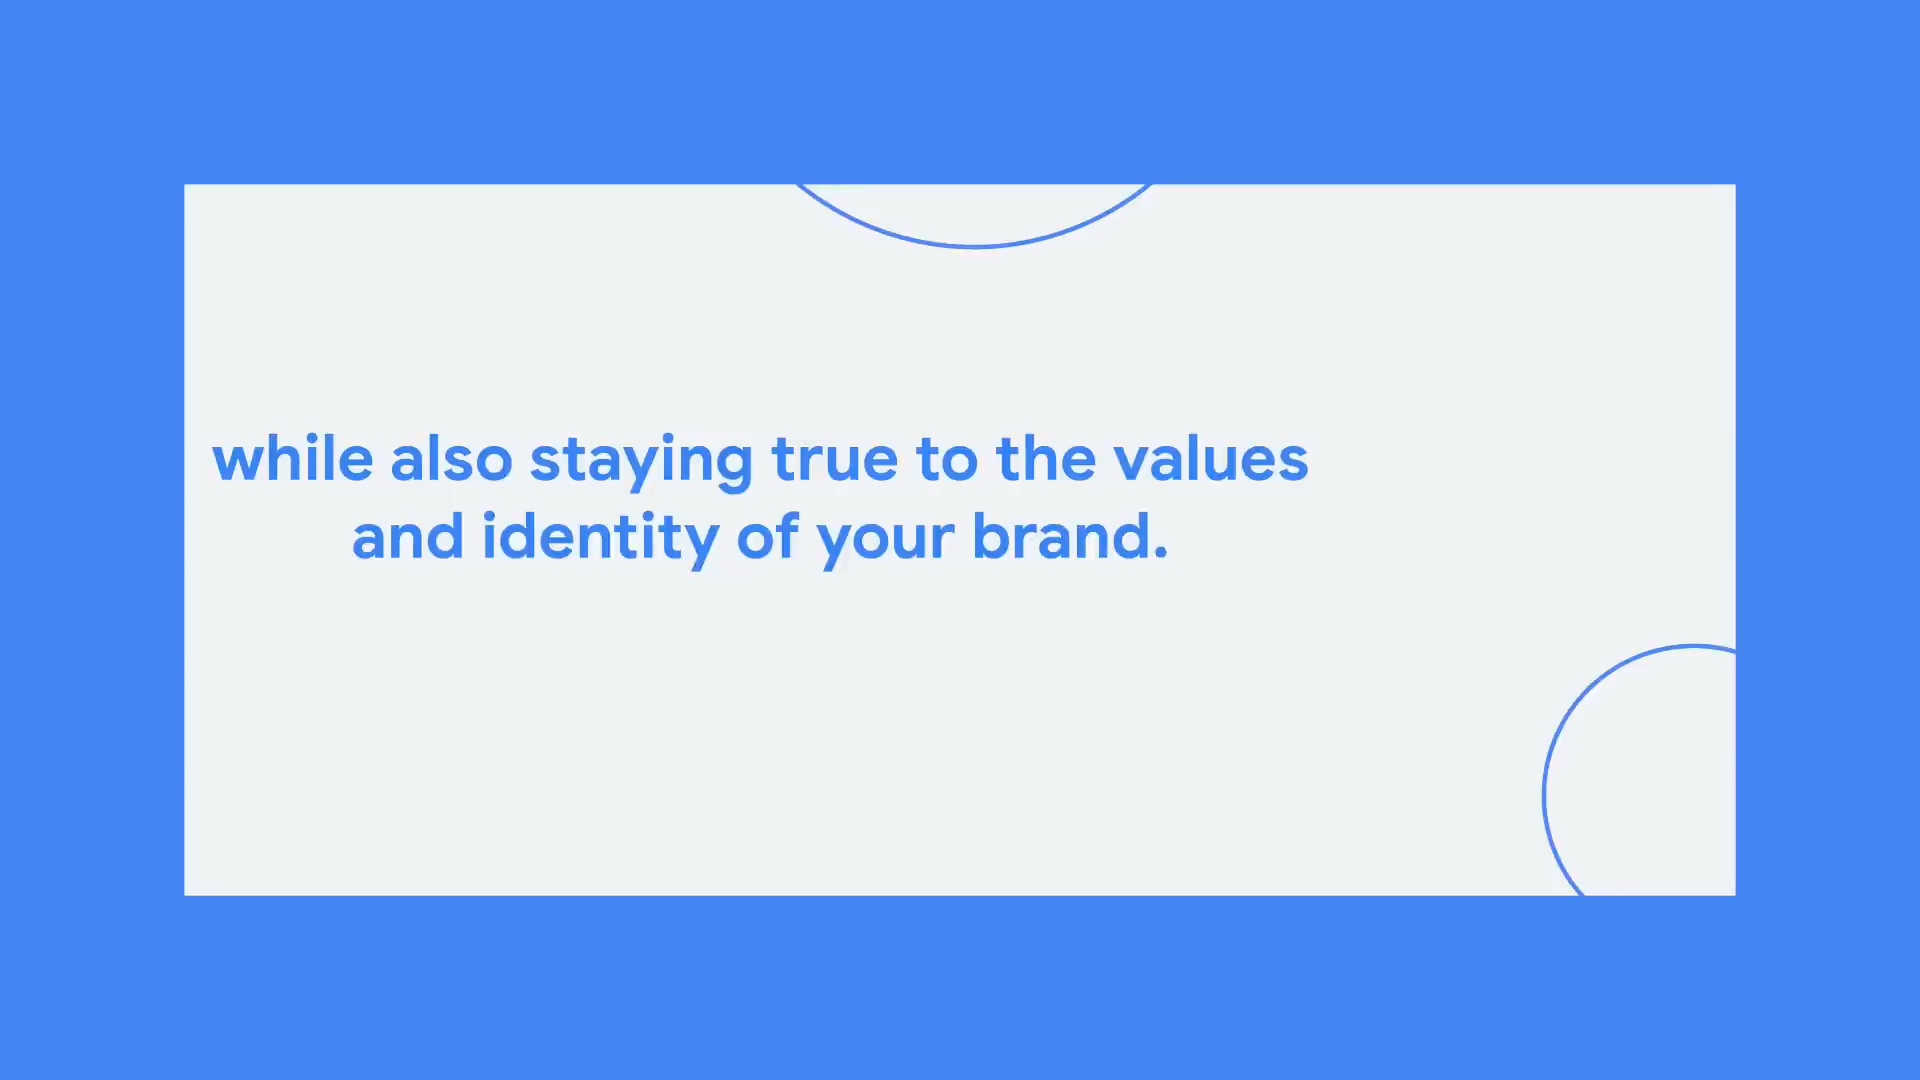 while also staying true to the values
and identity of your brand.